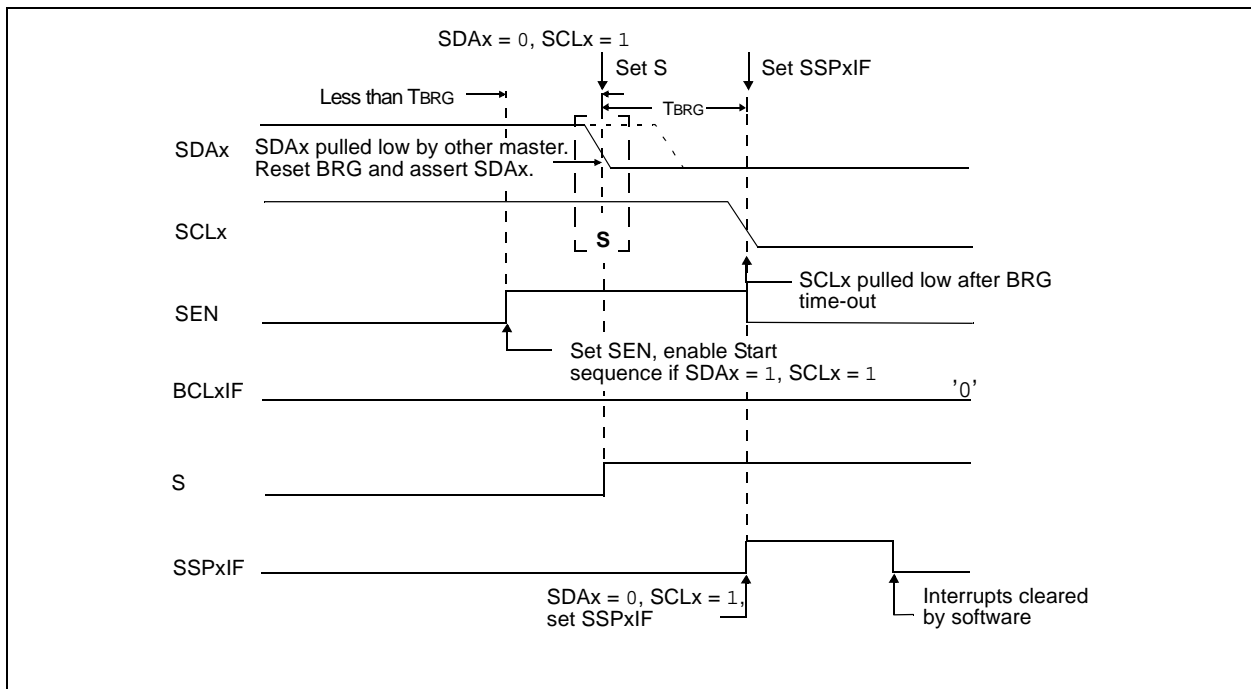 SDAx = 0, SCLx = 1
Set S
Set SSPxIF
Less than TBRG
TBRG
SDAx
SDAx pulled low by other master.
Reset BRG and assert SDAx.
SCLx
S
SCLx pulled low after BRG
time-out
SEN
Set SEN, enable Start
sequence if SDAx = 1, SCLx = 1
BCLxIF
'0'
S
SSPxIF
SDAx = 0, SCLx = 1,
set SSPxIF
Interrupts cleared
by software